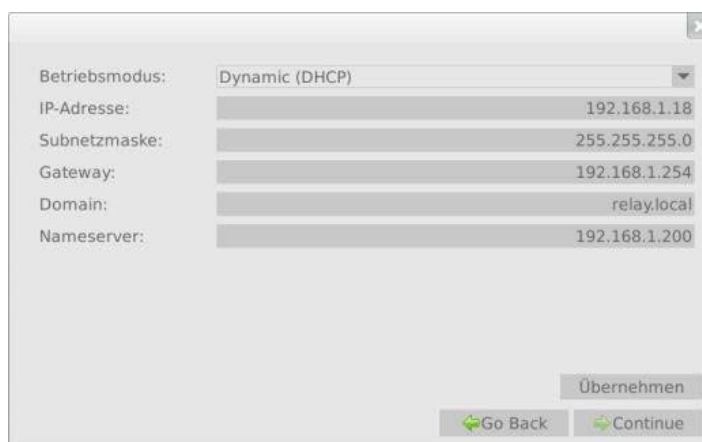 Betriebsmodus: Dynamic (DHCP)
IP-Adresse: 192.168.1.18
Subnetzmaske: 255.255.255.0
Gateway: 192.168.1.254
Domain: relay.local
Nameserver: 192.168.1.200
Übernehmen
Go Back Continue